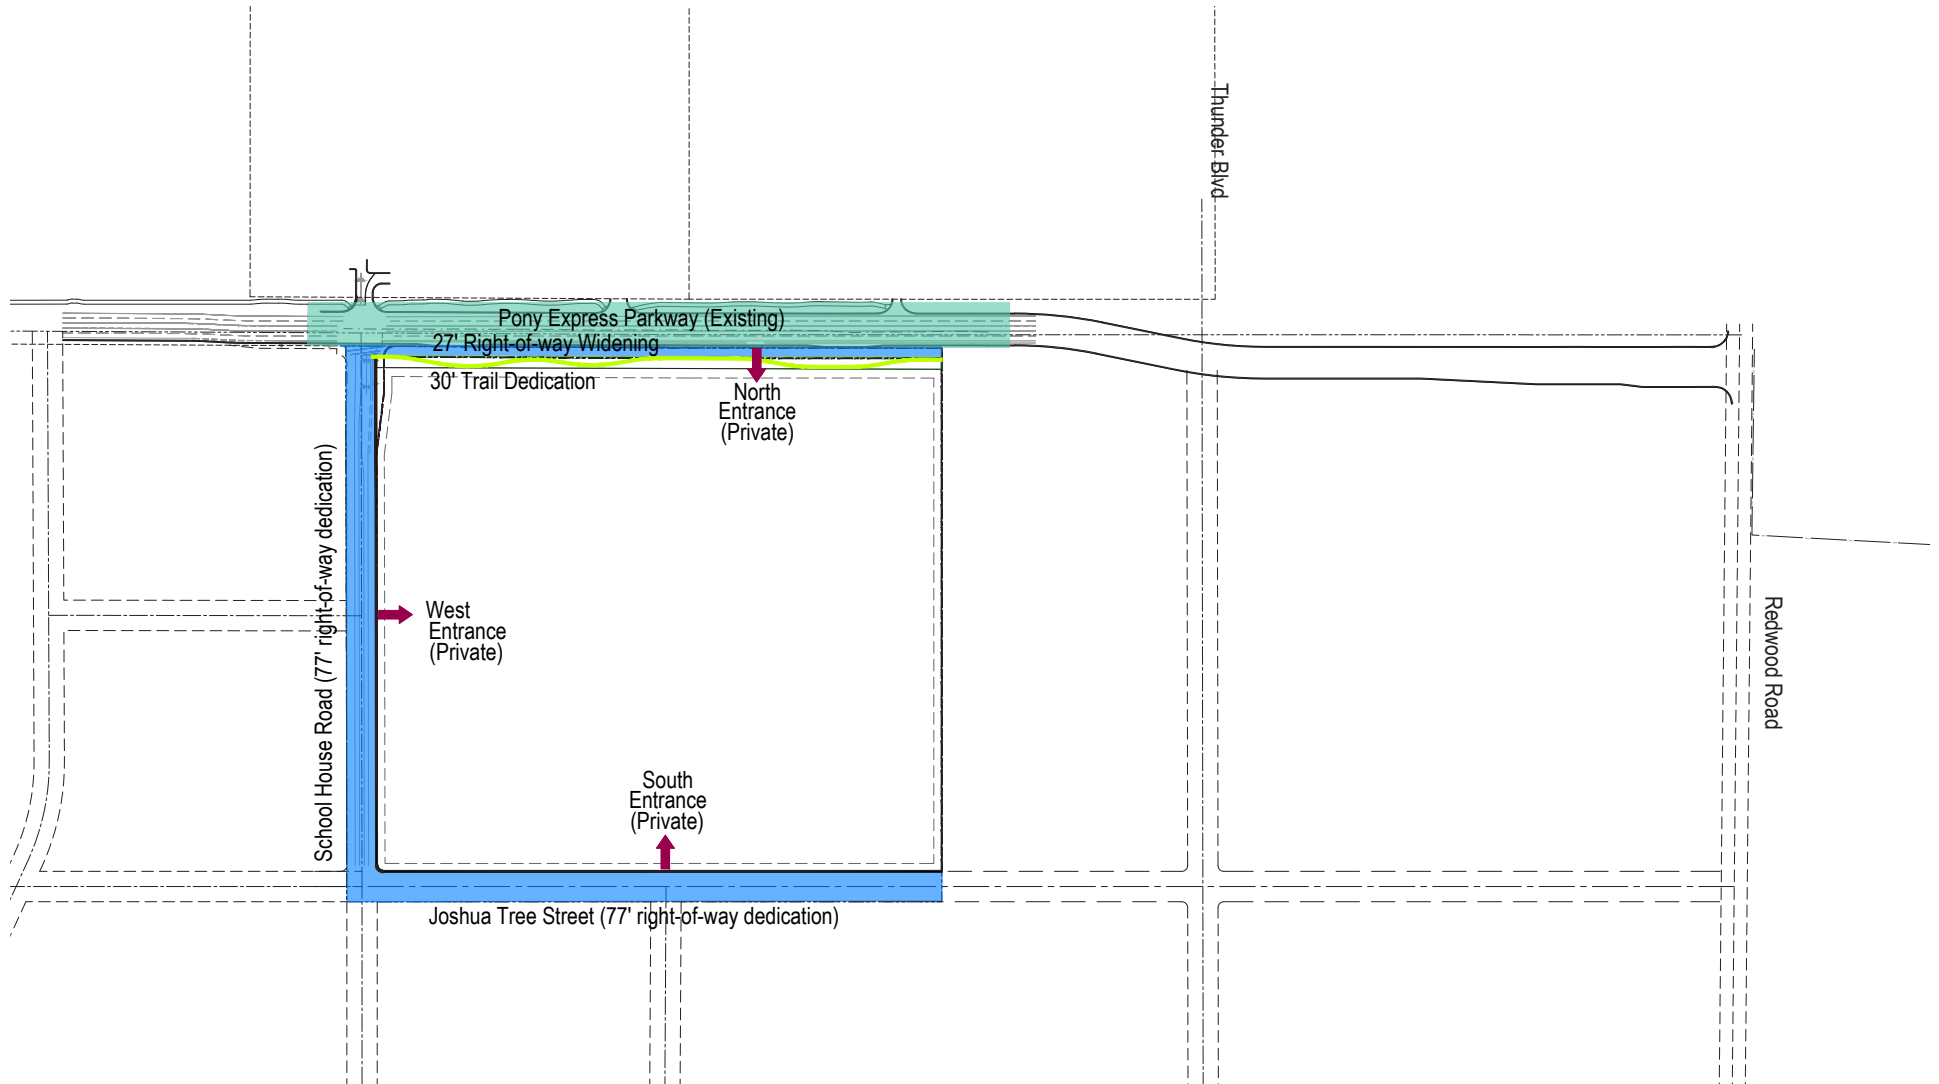 Thunder Blvd
Pony Express Parkway (Existing)
27' Right-of-way Widening
30' Trail Dedication
North
Entrance
(Private)
School House Road (77' right-of-way dedication)
West
Entrance
(Private)
Redwood Road
South
Entrance
(Private)
Joshua Tree Street (77' right-of-way dedication)